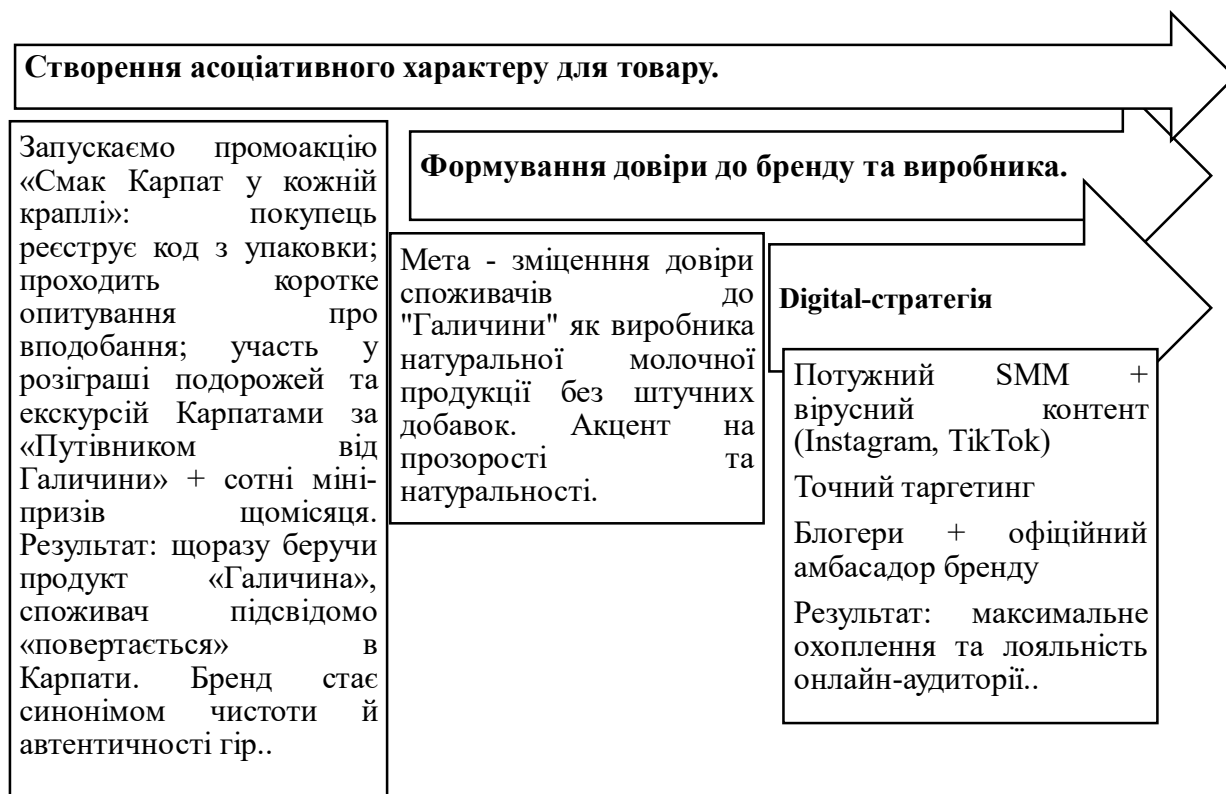 Створення асоціативного характеру для товару.
Запускаємо промоакцію
«Смак Карпат у кожній
краплі»: покупець
реєструє код з упаковки;
проходить коротке
опитування про
вподобання; участь у
розіграші подорожей та
екскурсій Карпатами за
«Путівником від
Галичини» + сотні міні-
призів щомісяця.
Результат: щоразу беручи
продукт «Галичина»,
споживач підсвідомо
«повертається» в
Карпати. Бренд стає
синонімом чистоти й
автентичності гір..
Формування довіри до бренду та виробника.
Мета - зміценння довіри
споживачів до
"Галичини" як виробника
натуральної молочної
продукції без штучних
добавок. Акцент на
прозорості та
натуральності.
Digital-стратегія
Потужний SMM +
вірусний контент
(Instagram, TikTok)
Точний таргетинг
Блогери + офіційний
амбасадор бренду
Результат: максимальне
охоплення та лояльність
онлайн-аудиторії..